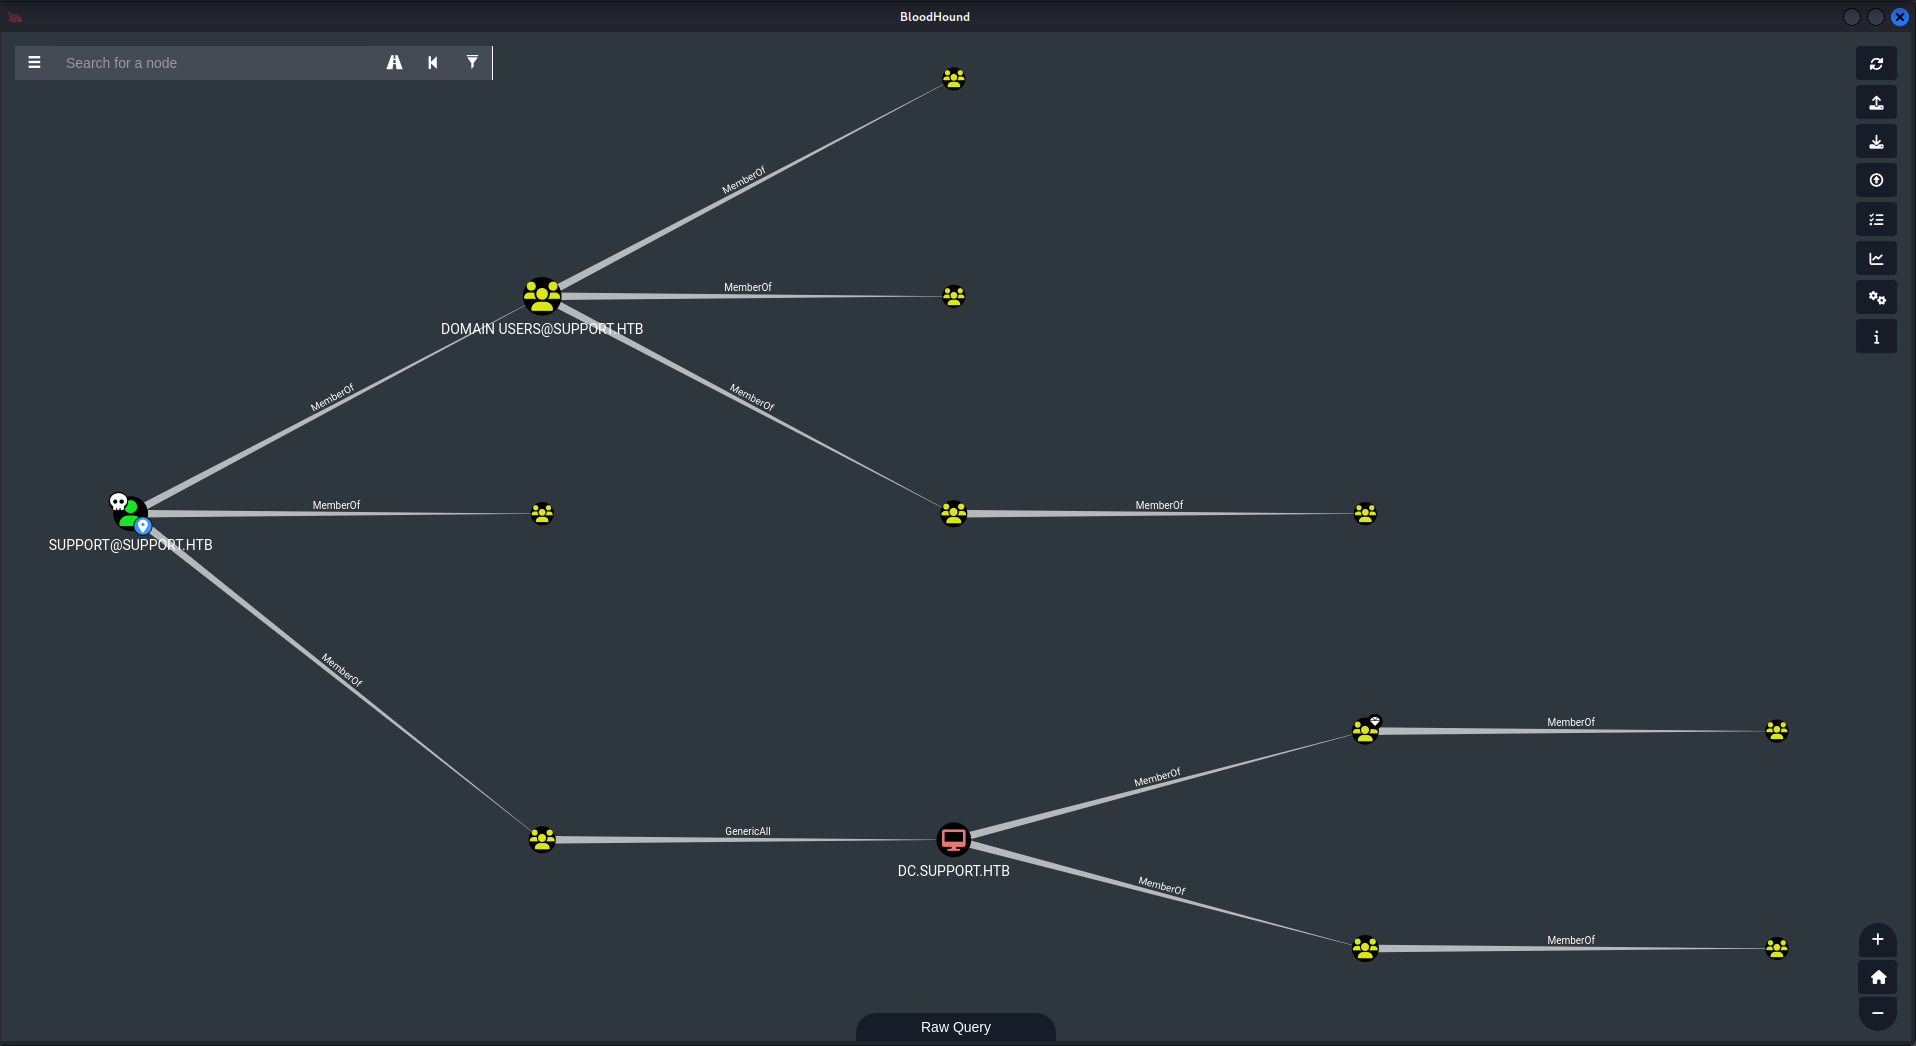 BloodHound
Search for a node
MemberOf
MemberOf
DOMAIN USERS@SUPPORT.HTB
MemberOf
MemberOf
MemberOf
MemberOf
SUPPORT@SUPPORT.HTB
MemberOf
MemberOf
MemberOf
GenericAll
DC.SUPPORT.HTB
MemberOf
MemberOf
Raw Query